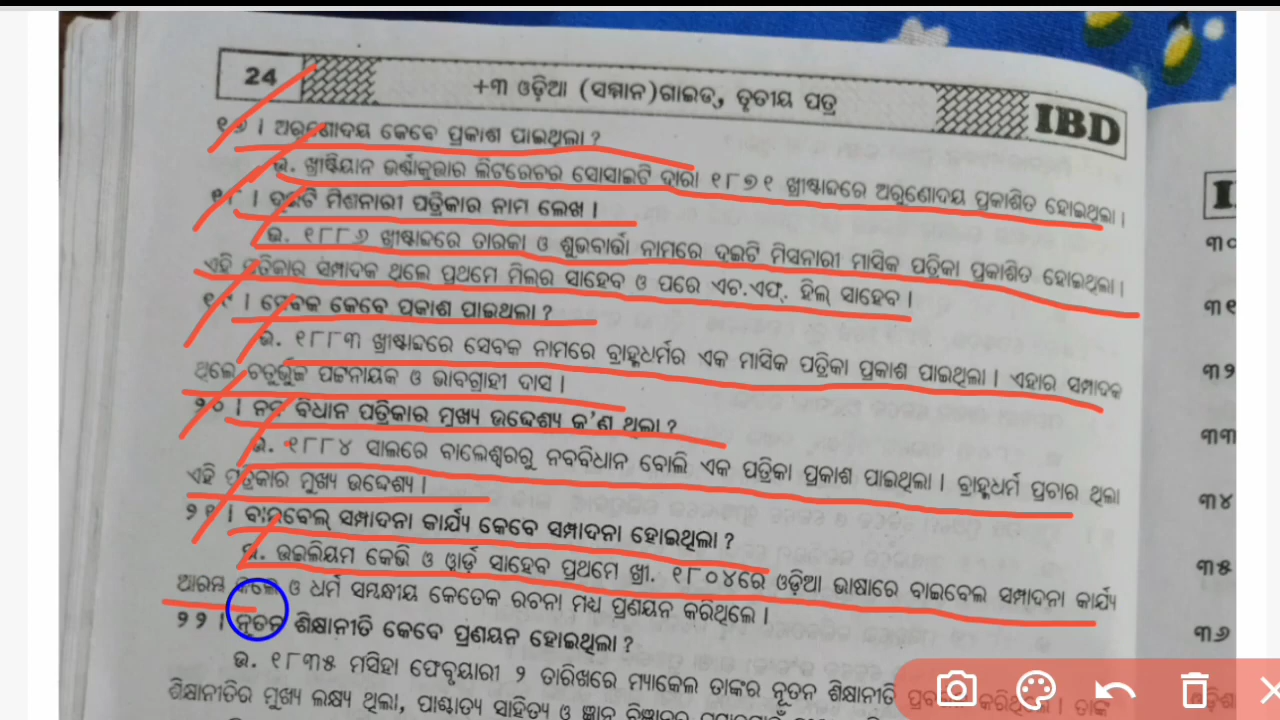 24 +୩ ଓଡ଼ିଆ (ସମ୍ମାନ) ଗାଇଡ୍, ତୃତୀୟ ପତ୍ର IBD
୧୭ । ଅରୁଣୋଦୟ କେବେ ପ୍ରକାଶ ପାଇଥିଲା ?
ଉ. ଖ୍ରୀଷ୍ଟିୟାନ ଭର୍ଣ୍ଣାକୁଭାର ଲିଟରେଚର ସୋସାଇଟି ଦ୍ୱାରା ୧୮୭୧ ଖ୍ରୀଷ୍ଟାବ୍ଦରେ ଅରୁଣୋଦୟ ପ୍ରକାଶିତ ହୋଇଥିଲା ।
୧୮ । ଦୁଇଟି ମିଶନାରୀ ପତ୍ରିକାର ନାମ ଲେଖ ।
ଉ. ୧୮୮୬ ଖ୍ରୀଷ୍ଟାବ୍ଦରେ ତାରକା ଓ ଶୁଭବାର୍ତ୍ତା ନାମରେ ଦୁଇଟି ମିସନାରୀ ମାସିକ ପତ୍ରିକା ପ୍ରକାଶିତ ହୋଇଥିଲା ।
ଏହି ପତ୍ରିକାର ସମ୍ପାଦକ ଥିଲେ ପ୍ରଥମେ ମିଲ୍‌ର ସାହେବ ଓ ପରେ ଏଚ.ଏଫ୍. ହିଲ୍ ସାହେବ ।
୧୯ । ସେବକ କେବେ ପ୍ରକାଶ ପାଇଥିଲା ?
ଉ. ୧୮୮୩ ଖ୍ରୀଷ୍ଟାବ୍ଦରେ ସେବକ ନାମରେ ବ୍ରାହ୍ମଧର୍ମର ଏକ ମାସିକ ପତ୍ରିକା ପ୍ରକାଶ ପାଇଥିଲା । ଏହାର ସମ୍ପାଦକ
ଥିଲେ ଚତୁର୍ଭୁଜ ପଟ୍ଟନାୟକ ଓ ଭାବଗ୍ରାହୀ ଦାସ ।
୨୦ । ନବ ବିଧାନ ପତ୍ରିକାର ମୁଖ୍ୟ ଉଦ୍ଦେଶ୍ୟ କ'ଣ ଥିଲା ?
ଉ. ୧୮୮୪ ସାଲରେ ବାଲେଶ୍ୱରରୁ ନବବିଧାନ ବୋଲି ଏକ ପତ୍ରିକା ପ୍ରକାଶ ପାଇଥିଲା । ବ୍ରାହ୍ମଧର୍ମ ପ୍ରଚାର ଥିଲା
ଏହି ପତ୍ରିକାର ମୁଖ୍ୟ ଉଦ୍ଦେଶ୍ୟ ।
୨୧ । ବାଇବେଲ୍ ସମ୍ପାଦନା କାର୍ଯ୍ୟ କେବେ ସମ୍ପାଦନା ହୋଇଥିଲା ?
ଉ. ଉଇଲିୟମ କେଭି ଓ ୱାର୍ଡ଼ ସାହେବ ପ୍ରଥମେ ଖ୍ରୀ. ୧୮୦୪ରେ ଓଡ଼ିଆ ଭାଷାରେ ବାଇବେଲ ସମ୍ପାଦନା କାର୍ଯ୍ୟ
ଆରମ୍ଭ କଲେ ଓ ଧର୍ମ ସମ୍ବନ୍ଧୀୟ କେତେକ ରଚନା ମଧ୍ୟ ପ୍ରଣୟନ କରିଥିଲେ ।
୨୨ । ନୂତନ ଶିକ୍ଷାନୀତି କେବେ ପ୍ରଣୟନ ହୋଇଥିଲା ?
ଉ. ୧୮୩୫ ମସିହା ଫେବୃୟାରୀ ୨ ତାରିଖରେ ମ୍ୟାକେଲ ତାଙ୍କର ନୂତନ ଶିକ୍ଷାନୀତି
ଶିକ୍ଷାନୀତିର ମୁଖ୍ୟ ଲକ୍ଷ୍ୟ ଥିଲା, ପାଶ୍ଚାତ୍ୟ ସାହିତ୍ୟ ଓ ଜ୍ଞାନ
୩୦
୩୧
୩୨
୩୩
୩୪
୩୫
୩୬